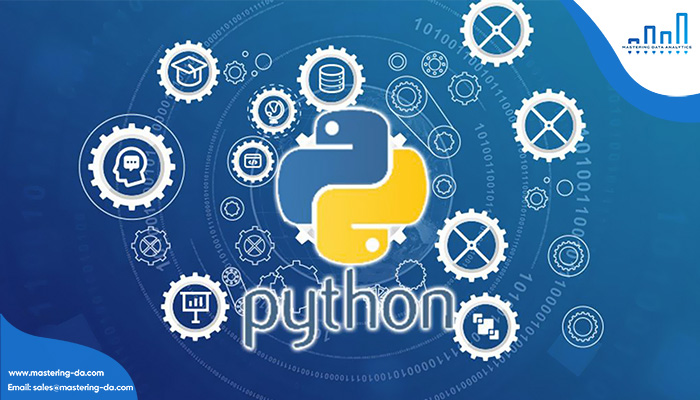 MASTERING DATA ANALYTICS
python
www.mastering-da.com
Email: sales@mastering-da.com